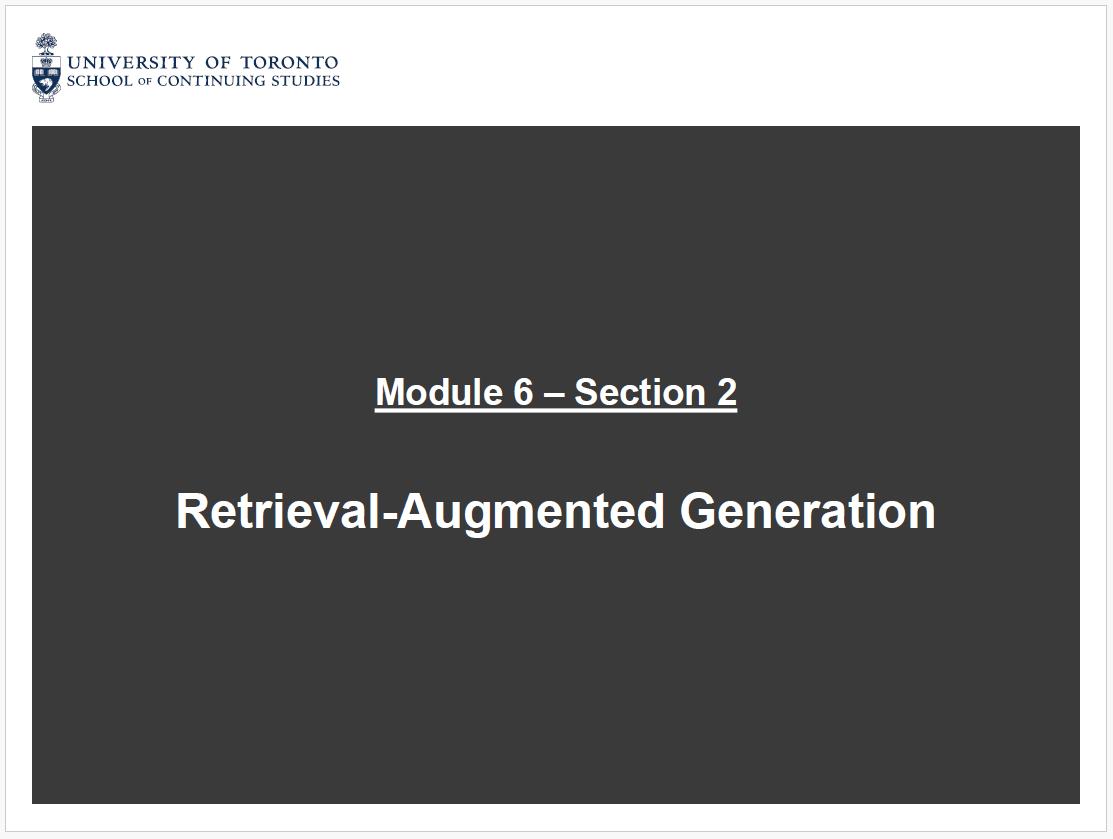 UNIVERSITY OF TORONTO
SCHOOL OF CONTINUING STUDIES
Module 6 – Section 2
Retrieval-Augmented Generation